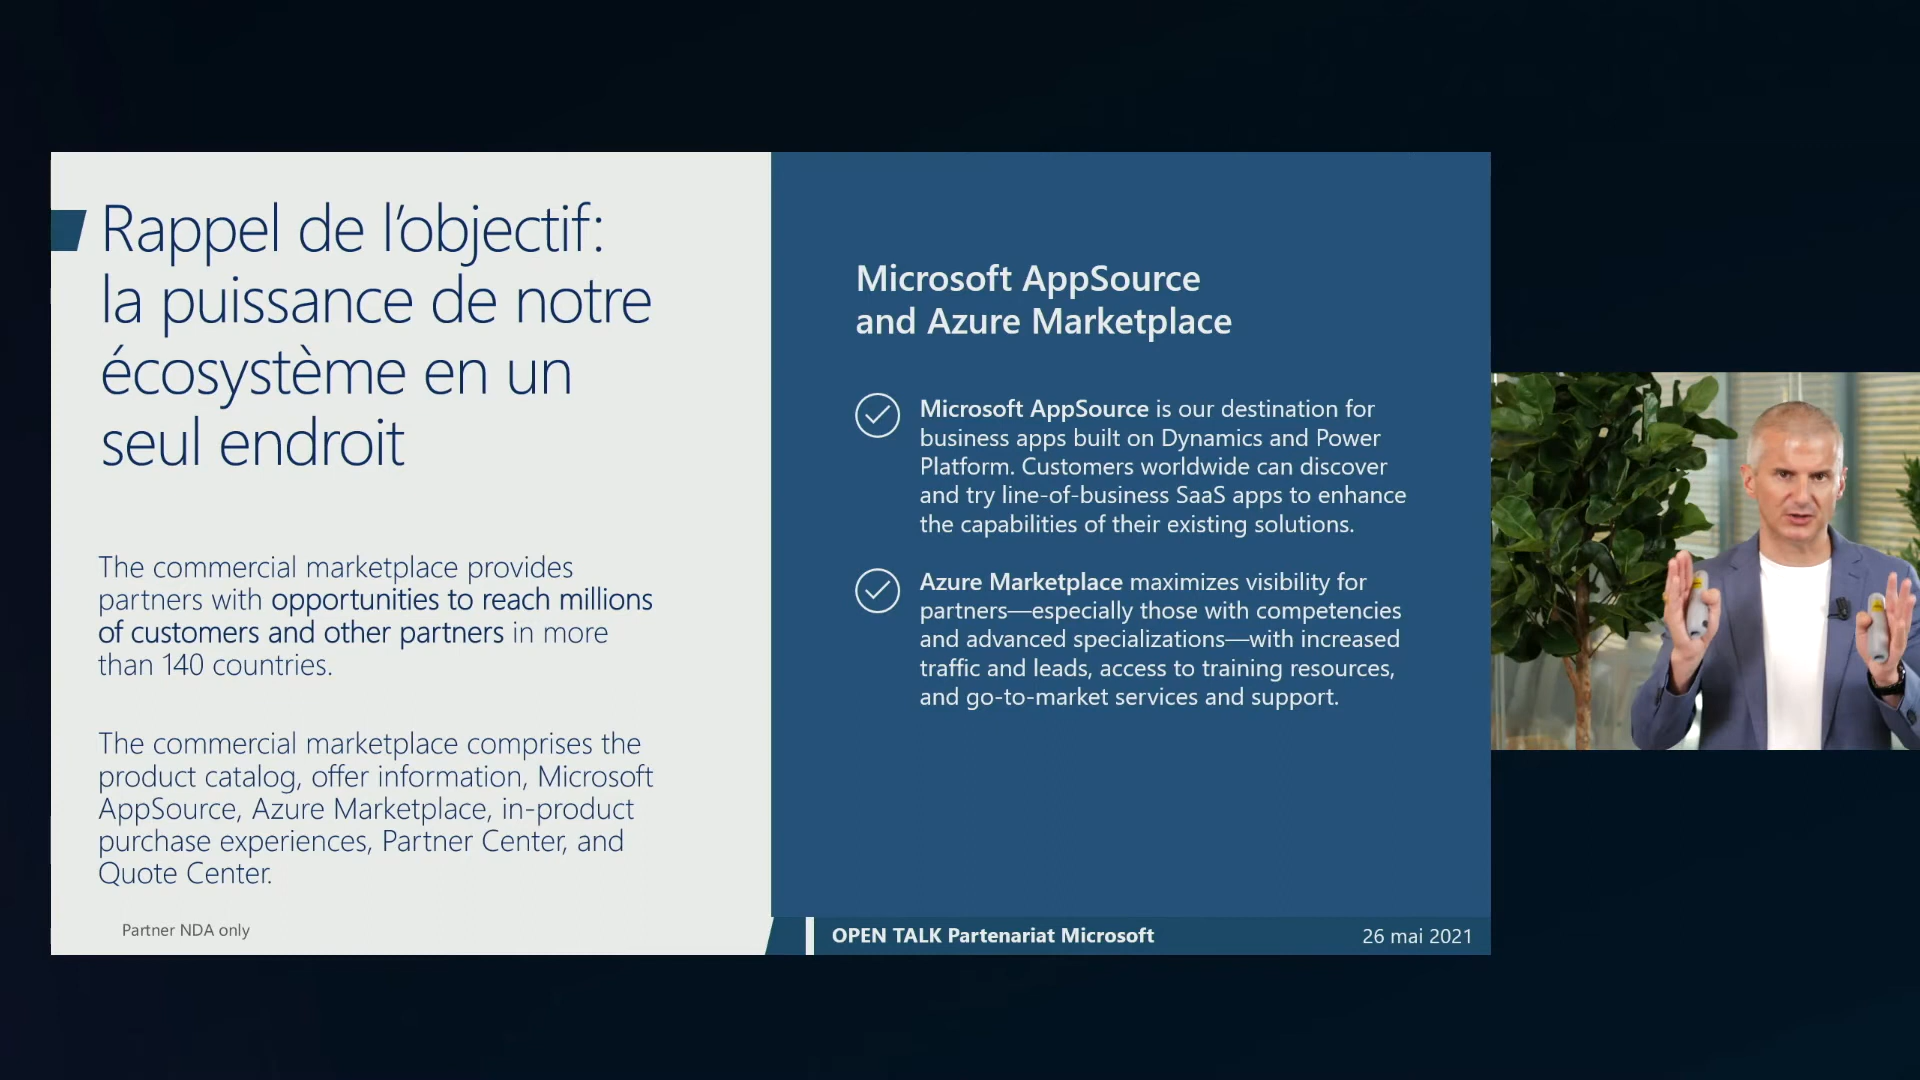 Rappel de l’objectif:
la puissance de notre
écosystème en un
seul endroit
The commercial marketplace provides
partners with opportunities to reach millions
of customers and other partners in more
than 140 countries.
The commercial marketplace comprises the
product catalog, offer information, Microsoft
AppSource, Azure Marketplace, in-product
purchase experiences, Partner Center, and
Quote Center.
Partner NDA only
Microsoft AppSource
and Azure Marketplace
Microsoft AppSource is our destination for
business apps built on Dynamics and Power
Platform. Customers worldwide can discover
and try line-of-business SaaS apps to enhance
the capabilities of their existing solutions.
Azure Marketplace maximizes visibility for
partners—especially those with competencies
and advanced specializations—with increased
traffic and leads, access to training resources,
and go-to-market services and support.
OPEN TALK Partenariat Microsoft
26 mai 2021